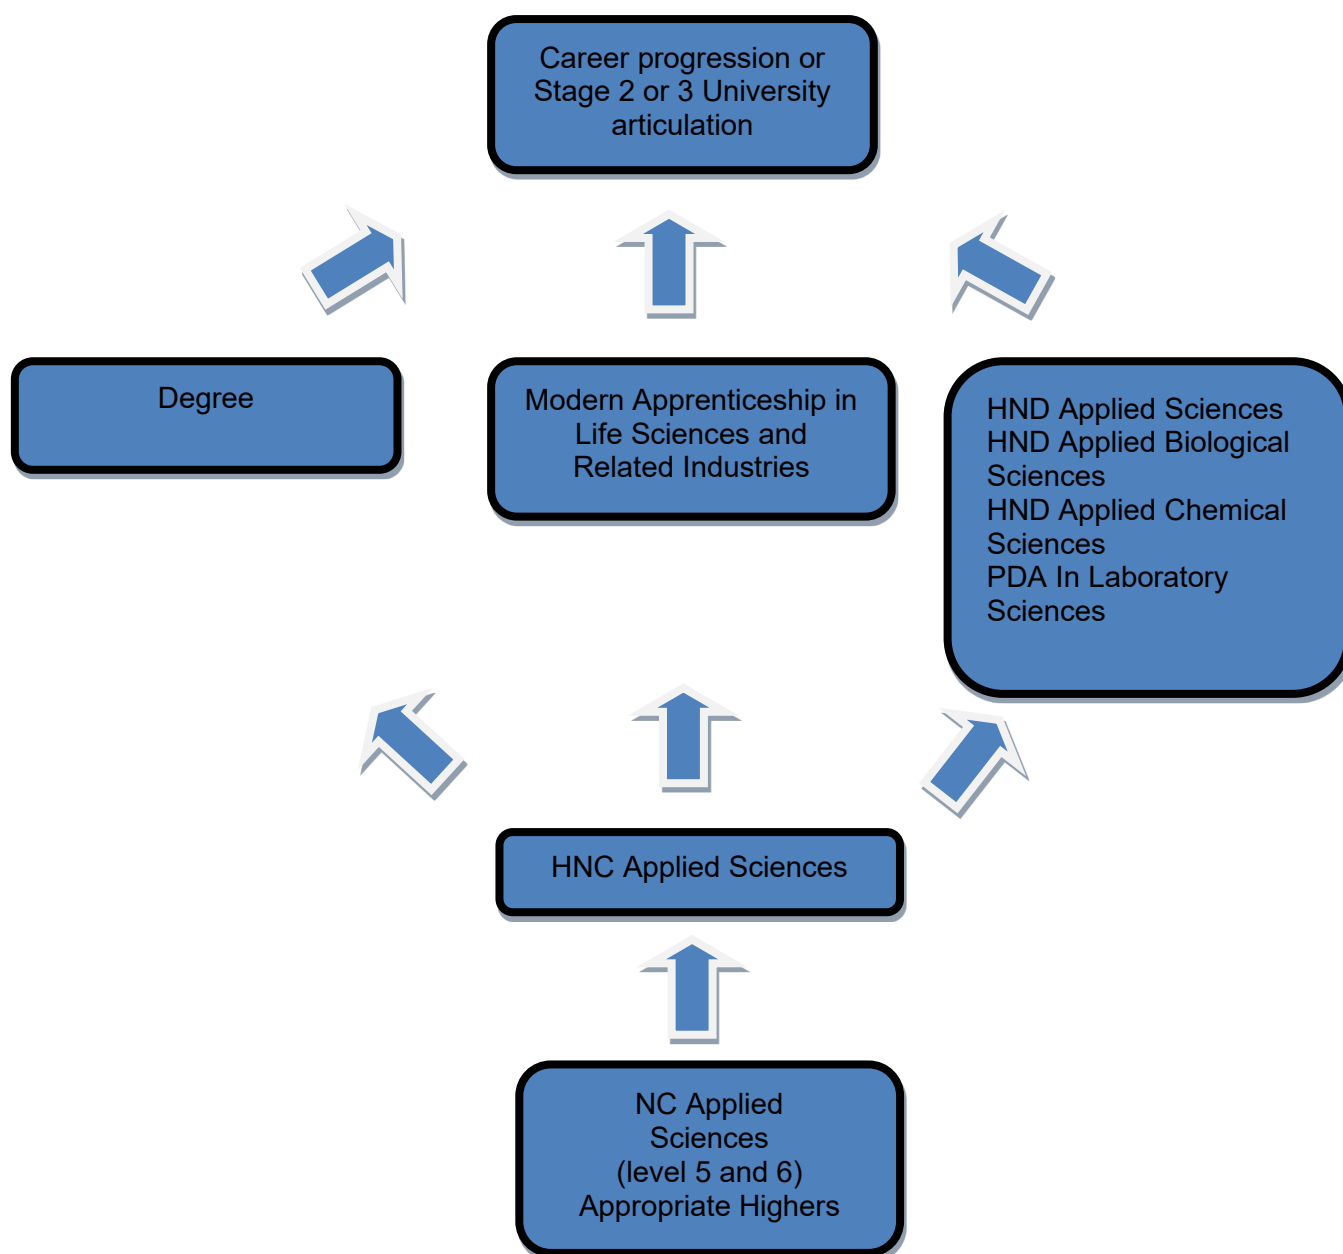 Career progression or
Stage 2 or 3 University
articulation
Degree
Modern Apprenticeship in
Life Sciences and
Related Industries
HND Applied Sciences
HND Applied Biological
Sciences
HND Applied Chemical
Sciences
PDA In Laboratory
Sciences
HNC Applied Sciences
NC Applied
Sciences
(level 5 and 6)
Appropriate Highers